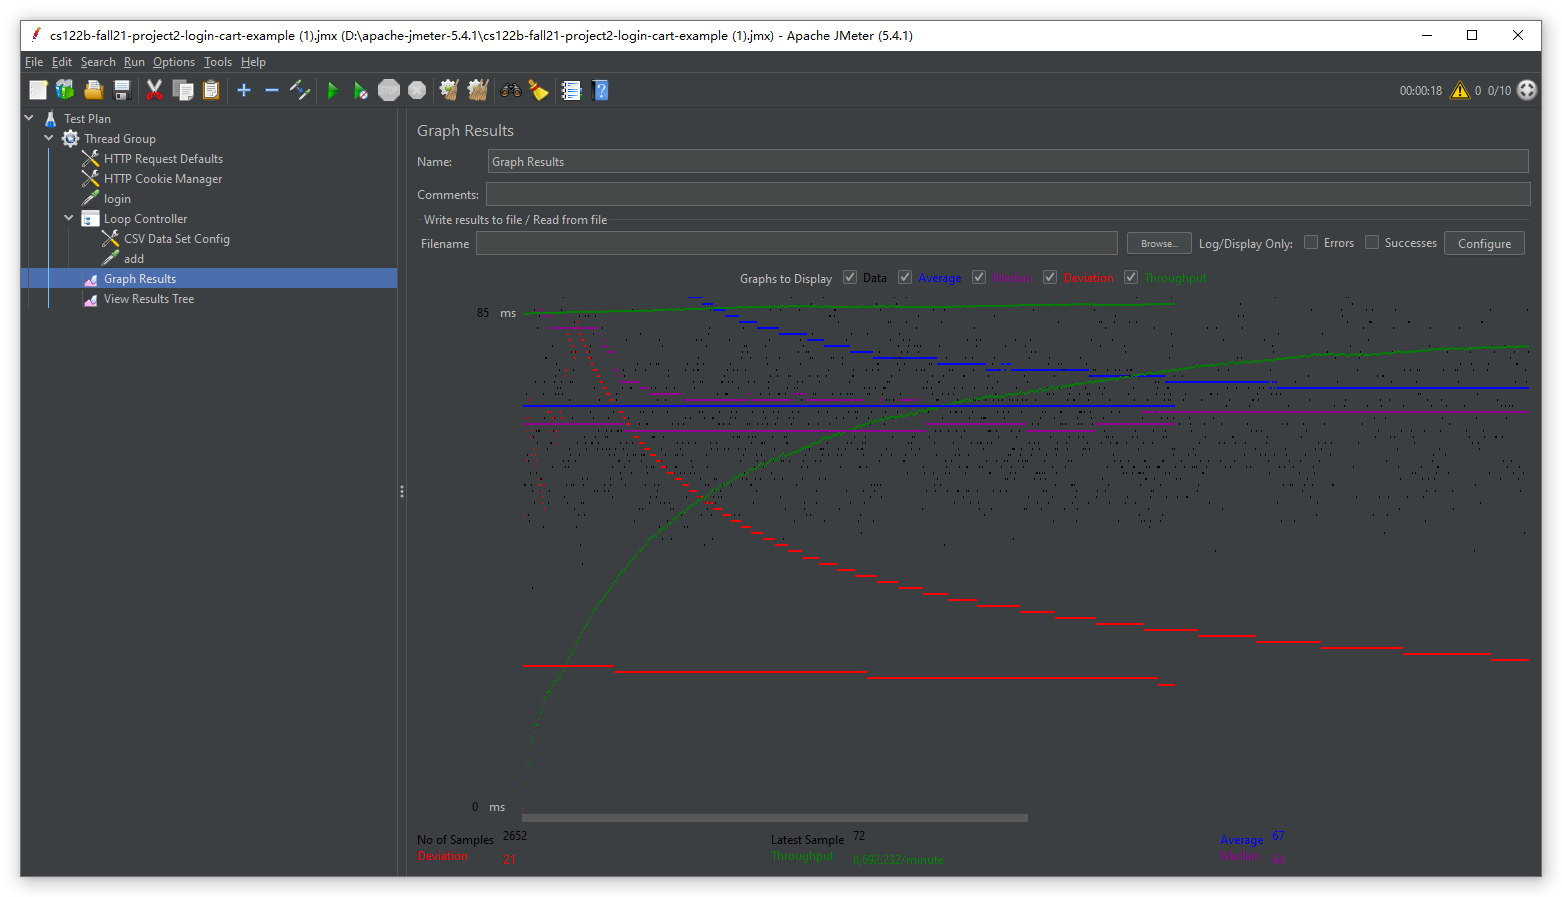 cs122b-fall21-project2-login-cart-example (1).jmx (D:\apache-jmeter-5.4.1\cs122b-fall21-project2-login-cart-example (1).jmx) - Apache JMeter (5.4.1)
File Edit Search Run Options Tools Help
STOP 00:00:18 0 0/10
Test Plan
Thread Group
HTTP Request Defaults
HTTP Cookie Manager
login
Loop Controller
CSV Data Set Config
add
Graph Results
View Results Tree
Graph Results
Name: Graph Results
Comments:
Write results to file / Read from file
Filename Browse... Log/Display Only: Errors Successes Configure
Graphs to Display Data Average Median Deviation Throughput
85 ms
0 ms
No of Samples 2652 Latest Sample 72 Average 67
Deviation 21 Throughput 8,692.232/minute Median